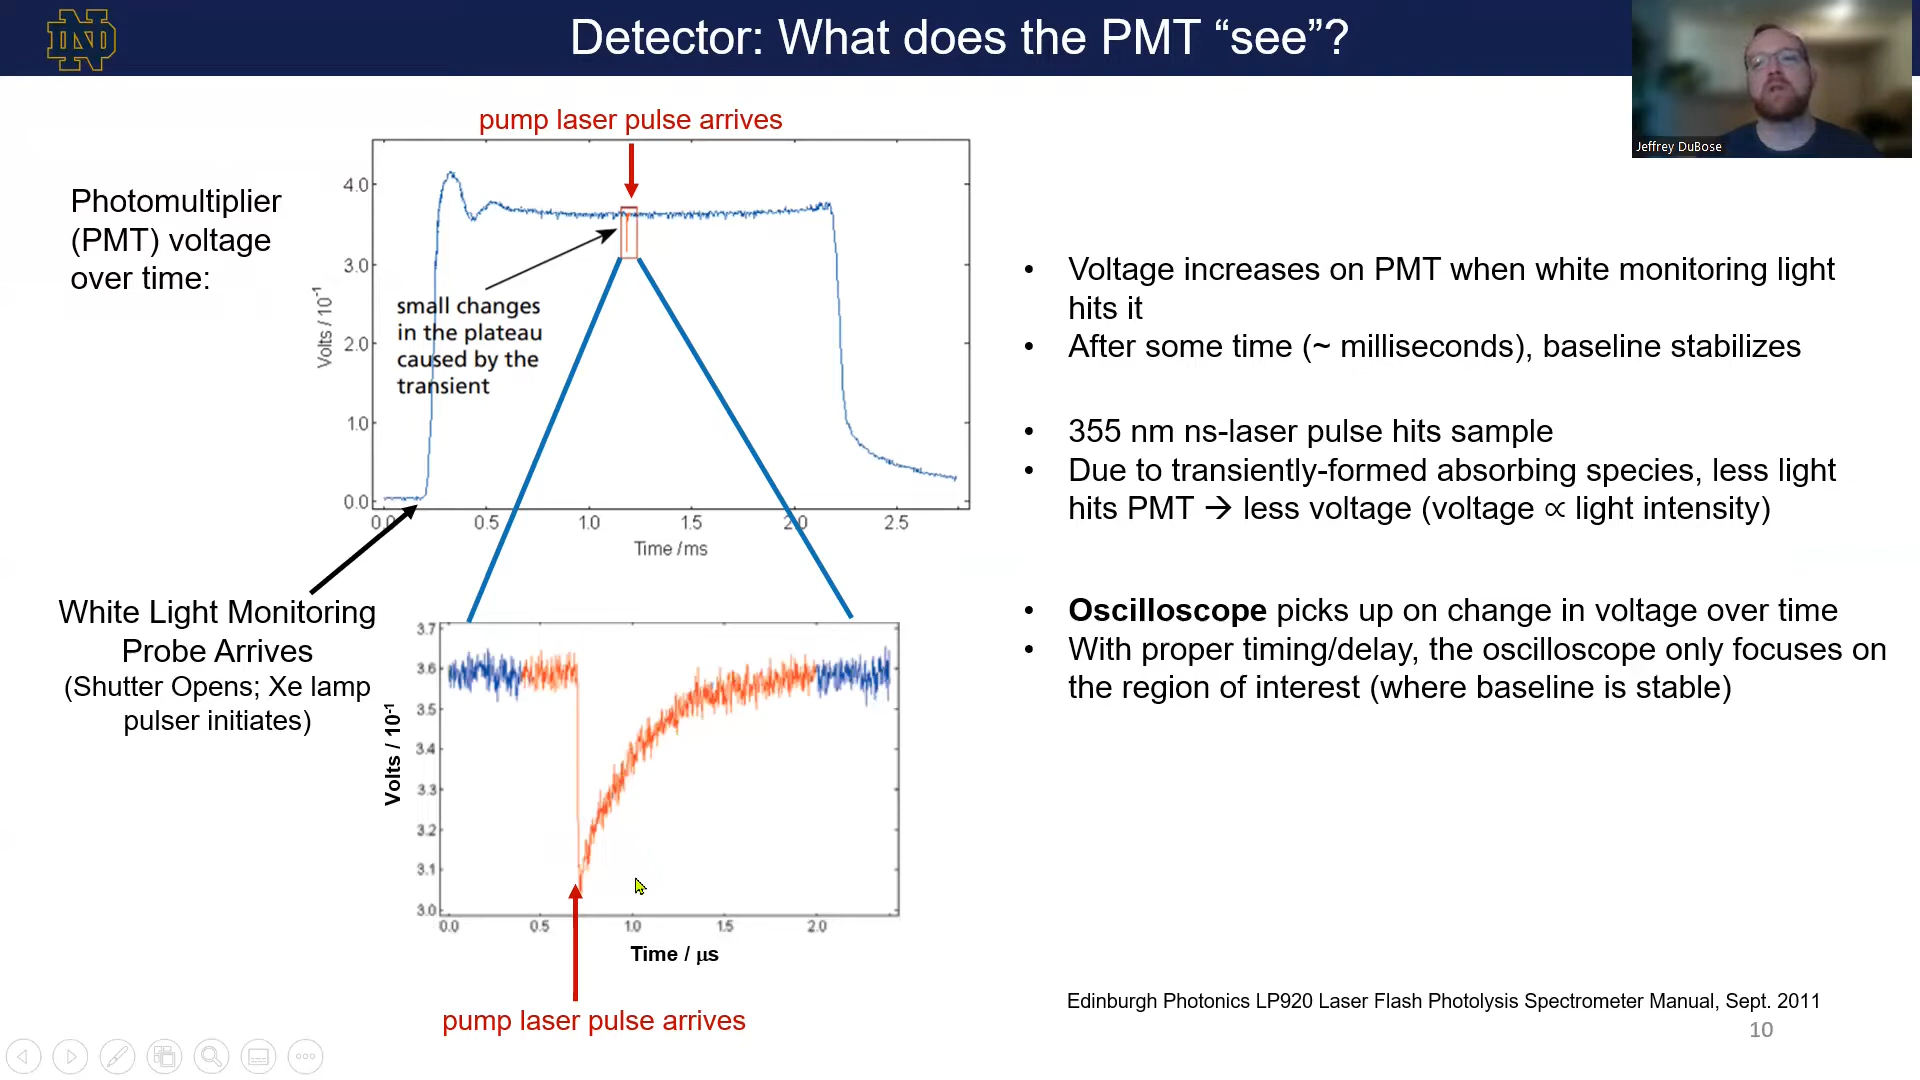 Detector: What does the PMT “see”?
Jeffrey DuBose
pump laser pulse arrives
Photomultiplier
(PMT) voltage
over time:
4.0
3.0
2.0
1.0
0.0
Volts / 10⁻¹
small changes
in the plateau
caused by the
transient
0.0 0.5 1.0 1.5 2.0 2.5
Time / ms
White Light Monitoring
Probe Arrives
(Shutter Opens; Xe lamp
pulser initiates)
3.7
3.6
3.5
3.4
3.3
3.2
3.1
3.0
Volts / 10⁻¹
0.0 0.5 1.0 1.5 2.0
Time / μs
pump laser pulse arrives
• Voltage increases on PMT when white monitoring light
hits it
• After some time (~ milliseconds), baseline stabilizes
• 355 nm ns-laser pulse hits sample
• Due to transiently-formed absorbing species, less light
hits PMT → less voltage (voltage ∝ light intensity)
• Oscilloscope picks up on change in voltage over time
• With proper timing/delay, the oscilloscope only focuses on
the region of interest (where baseline is stable)
Edinburgh Photonics LP920 Laser Flash Photolysis Spectrometer Manual, Sept. 2011
10